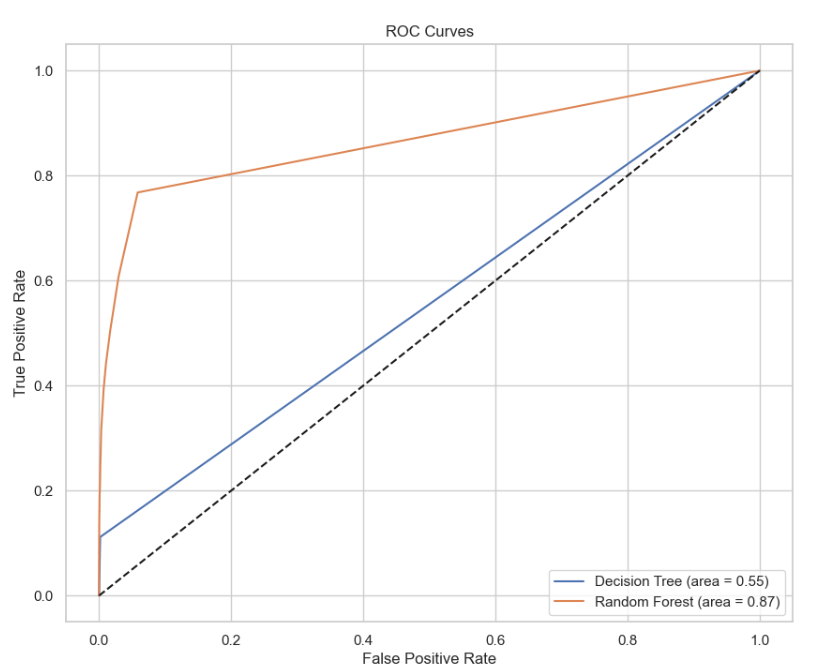 ROC Curves
True Positive Rate
1.0
0.8
0.6
0.4
0.2
0.0
0.0 0.2 0.4 0.6 0.8 1.0
False Positive Rate
Decision Tree (area = 0.55)
Random Forest (area = 0.87)